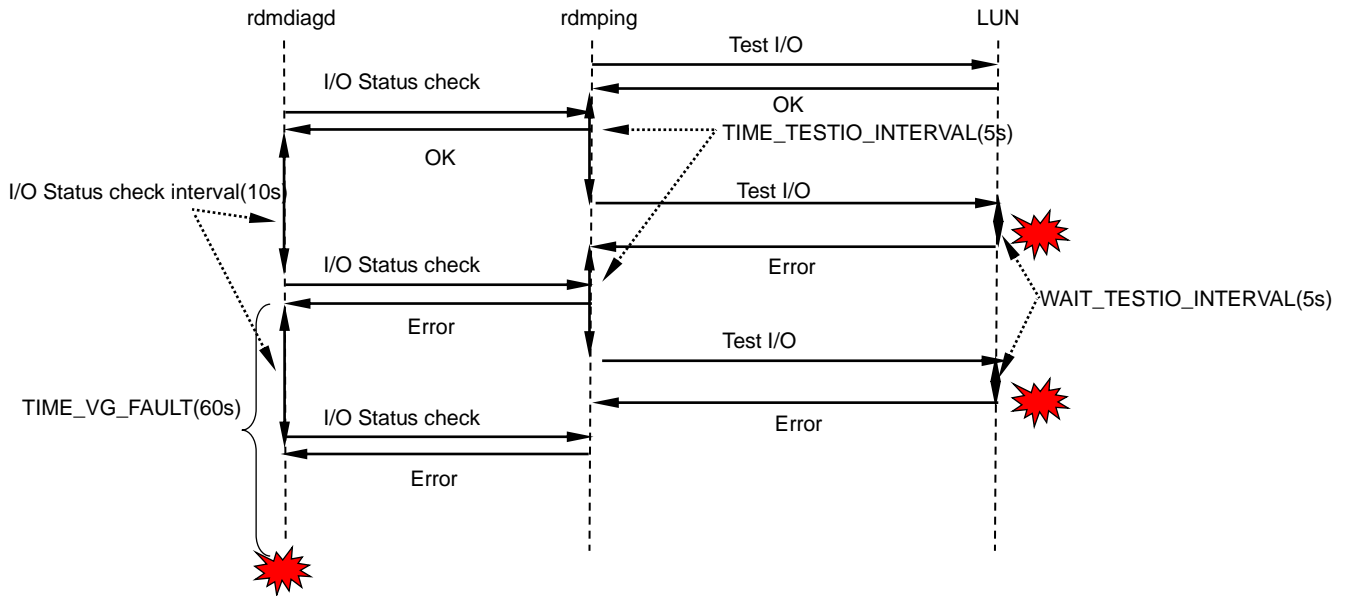 rdmdiagd
rdmping
LUN
Test I/O
I/O Status check
OK
TIME_TESTIO_INTERVAL(5s)
OK
I/O Status check interval(10s)
Test I/O
I/O Status check
Error
WAIT_TESTIO_INTERVAL(5s)
Error
Test I/O
TIME_VG_FAULT(60s)
I/O Status check
Error
Error